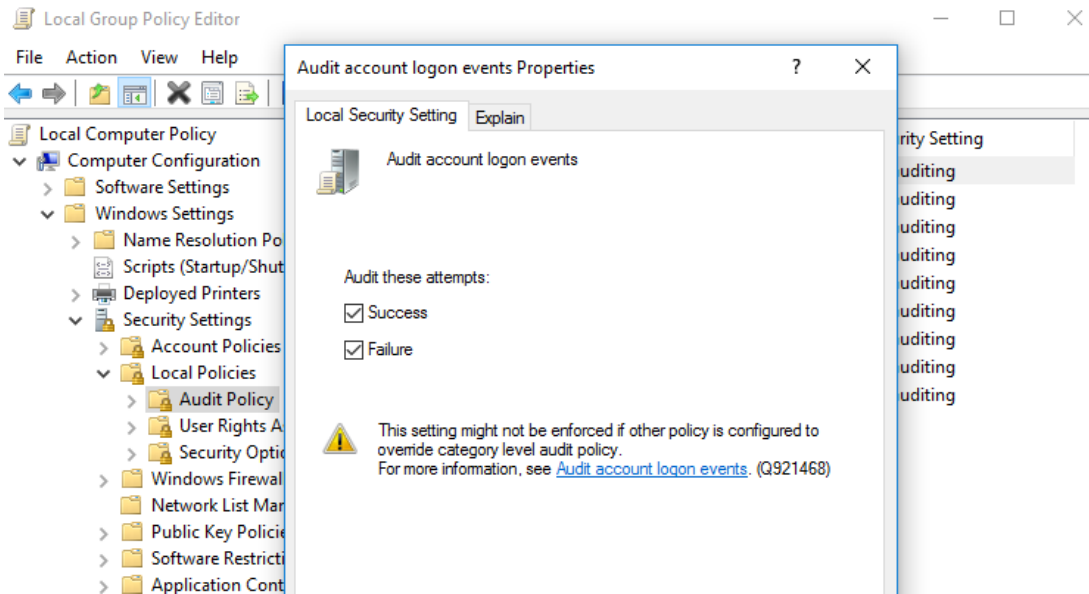 Local Group Policy Editor
File Action View Help
Local Computer Policy
Computer Configuration
Software Settings
Windows Settings
Name Resolution Po
Scripts (Startup/Shut
Deployed Printers
Security Settings
Account Policies
Local Policies
Audit Policy
User Rights A
Security Optio
Windows Firewal
Network List Mar
Public Key Policie
Software Restricti
Application Cont
Audit account logon events Properties
?
Local Security Setting Explain
Audit account logon events
Audit these attempts:
Success
Failure
This setting might not be enforced if other policy is configured to
override category level audit policy.
For more information, see Audit account logon events. (Q921468)
rity Setting
uditing
uditing
uditing
uditing
uditing
uditing
uditing
uditing
uditing